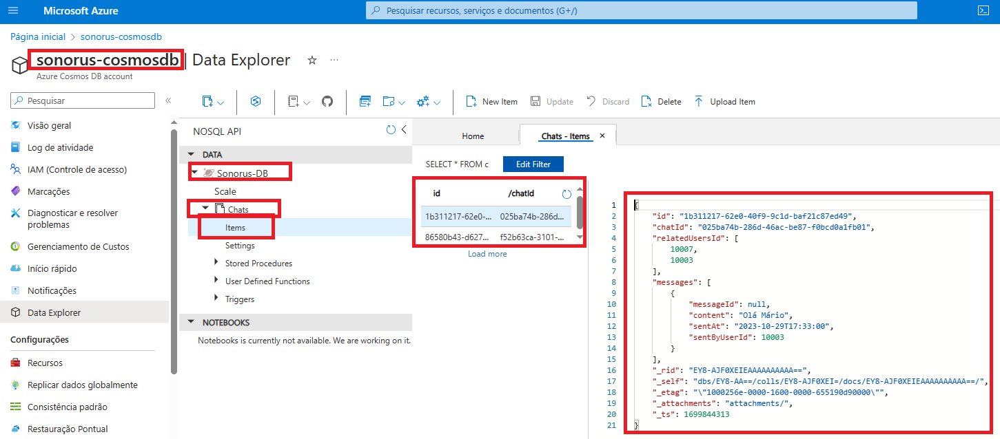 Microsoft Azure
Pesquisar recursos, serviços e documentos (G+/)
Página inicial > sonorus-cosmosdb
sonorus-cosmosdb | Data Explorer
Azure Cosmos DB account
Pesquisar
Visão geral
Log de atividade
IAM (Controle de acesso)
Marcações
Diagnosticar e resolver
problemas
Gerenciamento de Custos
Início rápido
Notificações
Data Explorer
Configurações
Recursos
Replicar dados globalmente
Consistência padrão
Restauração Pontual
New Item
Update
Discard
Delete
Upload Item
NOSQL API
DATA
Sonorus-DB
Scale
Chats
Items
Settings
Stored Procedures
User Defined Functions
Triggers
NOTEBOOKS
Notebooks is currently not available. We are working on it.
Home
Chats - Items
SELECT * FROM c
Edit Filter
id /chatId
1b311217-62e0-... 025ba74b-286d...
86580b43-d627... f52b63ca-3101-...
Load more
1 {
2 "id": "1b311217-62e0-40f9-9c1d-baf21c87ed49",
3 "chatId": "025ba74b-286d-46ac-be87-f0bcd0a1fb01",
4 "relatedUsersId": [
5 10007,
6 10003
7 ],
8 "messages": [
9 {
10 "messageId": null,
11 "content": "Olá Mário",
12 "sentAt": "2023-10-29T17:33:00",
13 "sentByUserId": 10003
14 }
15 ],
16 "_rid": "EY8-AJF0XEIEAAAAAAAAAA==",
17 "_self": "dbs/EY8-AA==/colls/EY8-AJF0XEI=/docs/EY8-AJF0XEIEAAAAAAAAAA==/",
18 "_etag": "\"1000256e-0000-1600-0000-655190d90000\"",
19 "_attachments": "attachments/",
20 "_ts": 1699844313
21 }